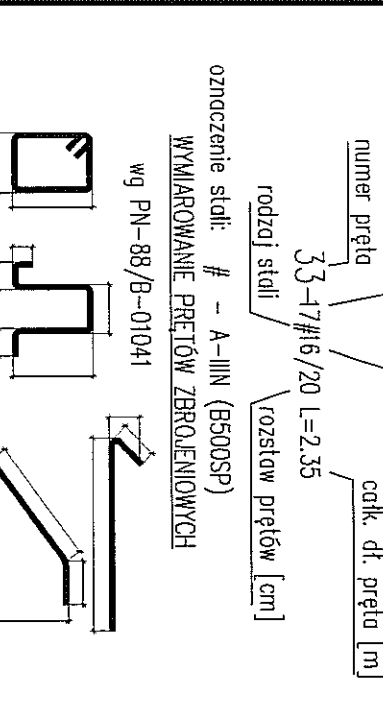 numer pręta
całk. dł. pręta [m]
33-17#16/20 L=2.35
rodzaj stali
rozstaw prętów [cm]
oznaczenie stali: # - A-IIIN (B500SP)
WYMIAROWANIE PRĘTÓW ZBROJENIOWYCH
wg PN-88/B-01041